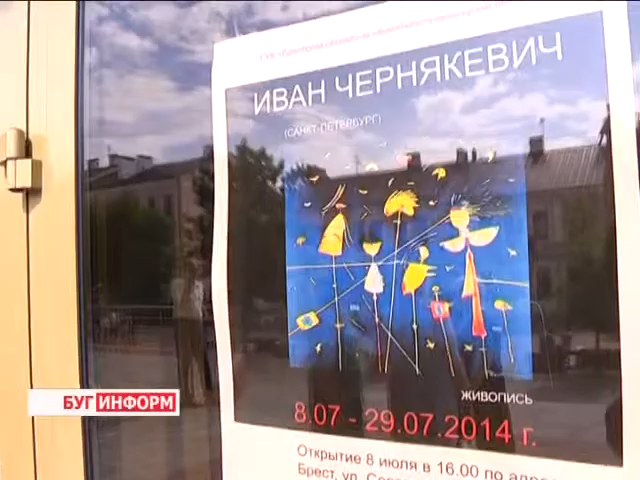 ИВАН ЧЕРНЯКЕВИЧ
(САНКТ-ПЕТЕРБУРГ)
ЖИВОПИСЬ
8.07 - 29.07.2014 г.
Открытие 8 июля в 16.00 по
Брест, ул.
БУГИНФОРМ